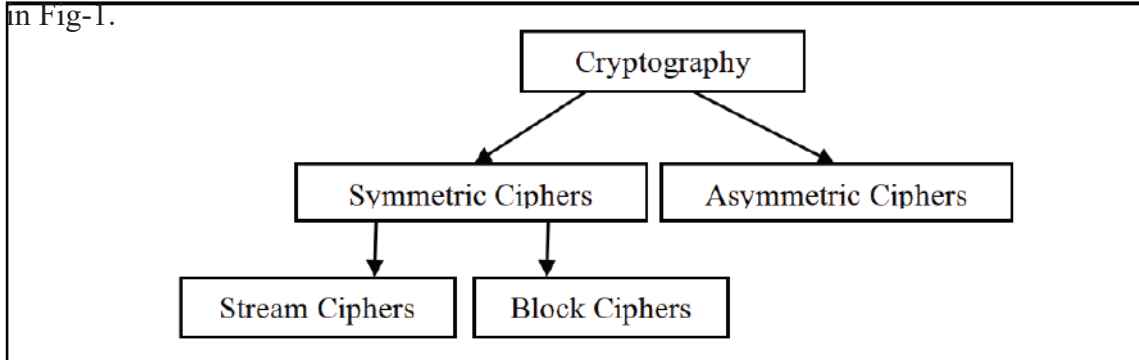 in Fig-1.
Cryptography
Symmetric Ciphers
Asymmetric Ciphers
Stream Ciphers
Block Ciphers